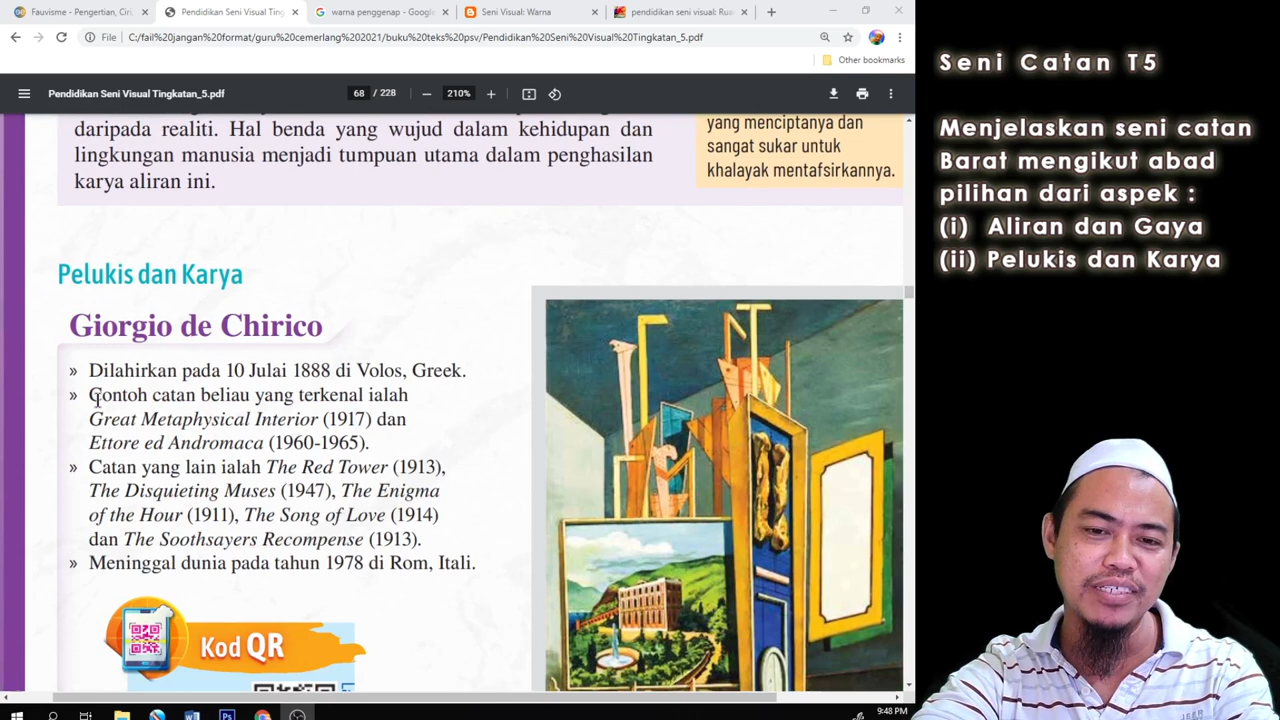 Fauvisme - Pengertian, Ciri,
Pendidikan Seni Visual Ting
warna penggenap - Google
Seni Visual: Warna
pendidikan seni visual: Rua
File
C:/fail%20jangan%20format/guru%20cemerlang%202021/buku%20teks%20psv/Pendidikan%20Seni%20Visual%20Tingkatan_5.pdf
Other bookmarks
Pendidikan Seni Visual Tingkatan_5.pdf
68 / 228
210%
daripada realiti. Hal benda yang wujud dalam kehidupan dan
lingkungan manusia menjadi tumpuan utama dalam penghasilan
karya aliran ini.
yang menciptanya dan
sangat sukar untuk
khalayak mentafsirkannya.
Pelukis dan Karya
Giorgio de Chirico
» Dilahirkan pada 10 Julai 1888 di Volos, Greek.
» Contoh catan beliau yang terkenal ialah
Great Metaphysical Interior (1917) dan
Ettore ed Andromaca (1960-1965).
» Catan yang lain ialah The Red Tower (1913),
The Disquieting Muses (1947), The Enigma
of the Hour (1911), The Song of Love (1914)
dan The Soothsayers Recompense (1913).
» Meninggal dunia pada tahun 1978 di Rom, Itali.
Kod QR
Seni Catan T5
Menjelaskan seni catan
Barat mengikut abad
pilihan dari aspek :
(i) Aliran dan Gaya
(ii) Pelukis dan Karya
9:48 PM